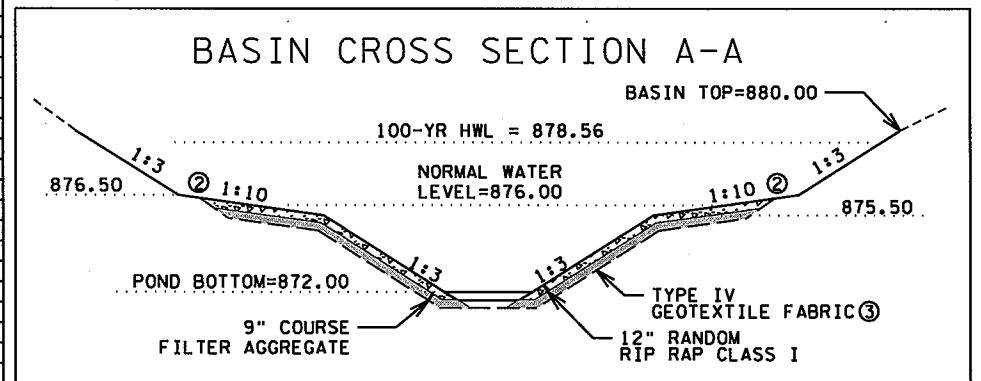 BASIN CROSS SECTION A-A
BASIN TOP=880.00
100-YR HWL = 878.56
1:3
1:3
NORMAL WATER
LEVEL=876.00
876.50
②
1:10
1:10
②
875.50
1:3
1:3
POND BOTTOM=872.00
TYPE IV
GEOTEXTILE FABRIC③
9" COURSE
FILTER AGGREGATE
12" RANDOM
RIP RAP CLASS I